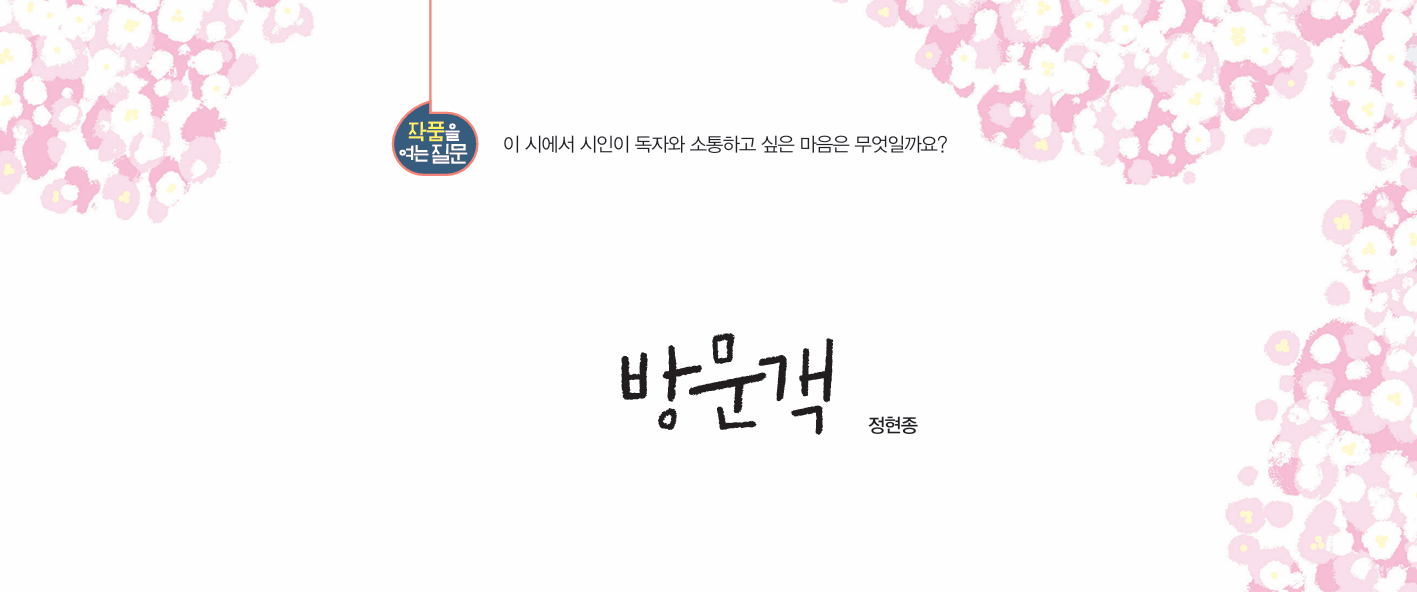 작품을
여는 질문
이 시에서 시인이 독자와 소통하고 싶은 마음은 무엇일까요?
방문객
정현종